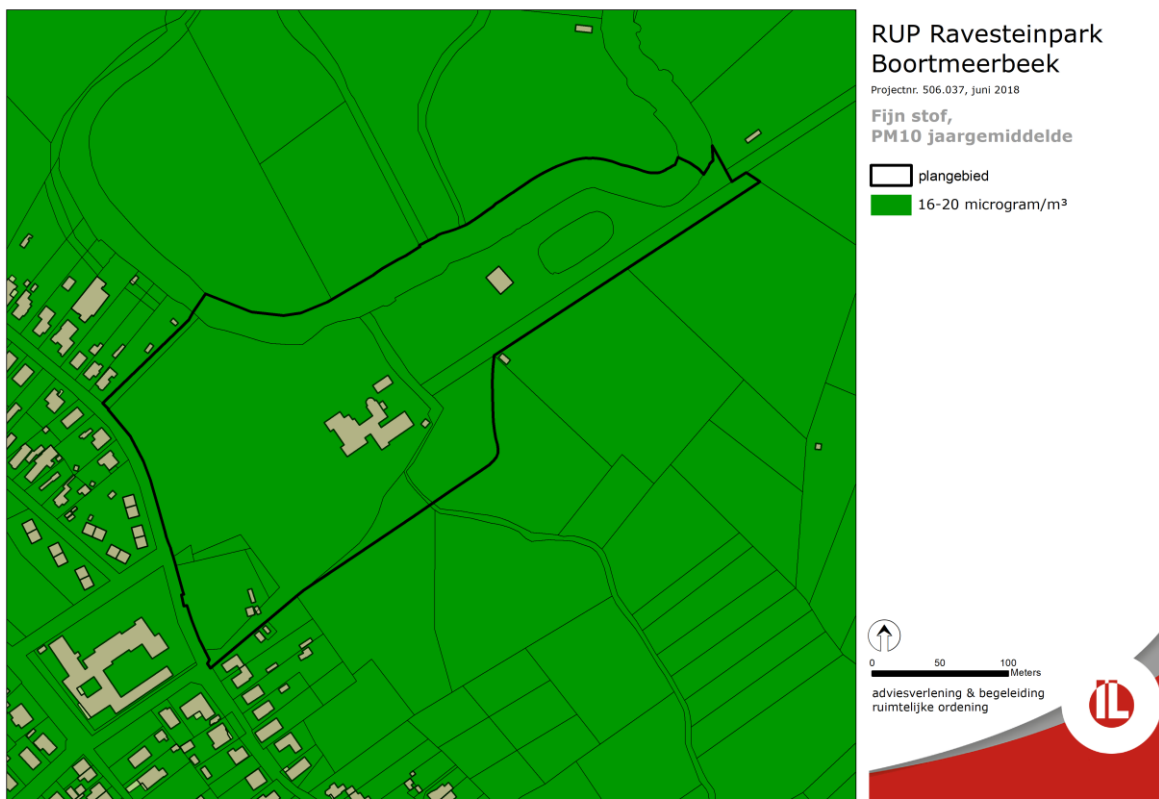 RUP Ravesteinpark
Boortmeerbeek
Projectnr. 506.037, juni 2018
Fijn stof,
PM10 jaargemiddelde
plangebied
16-20 microgram/m³
0 50 100
Meters
adviesverlening & begeleiding
ruimtelijke ordening
IL